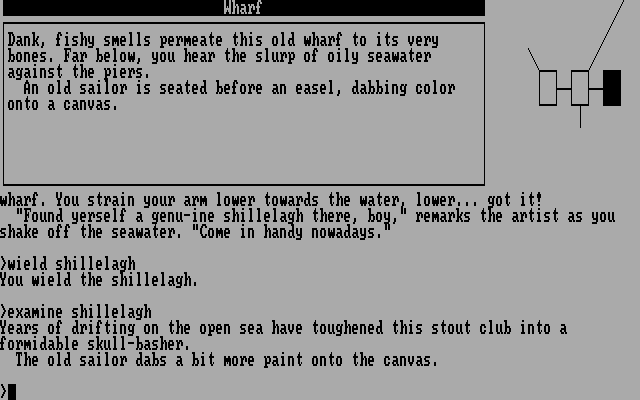 Wharf
Dank, fishy smells permeate this old wharf to its very
bones. Far below, you hear the slurp of oily seawater
against the piers.
An old sailor is seated before an easel, dabbing color
onto a canvas.
wharf. You strain your arm lower towards the water, lower... got it!
"Found yerself a genu-ine shillelagh there, boy," remarks the artist as you
shake off the seawater. "Come in handy nowadays."
>wield shillelagh
You wield the shillelagh.
>examine shillelagh
Years of drifting on the open sea have toughened this stout club into a
formidable skull-basher.
The old sailor dabs a bit more paint onto the canvas.
>